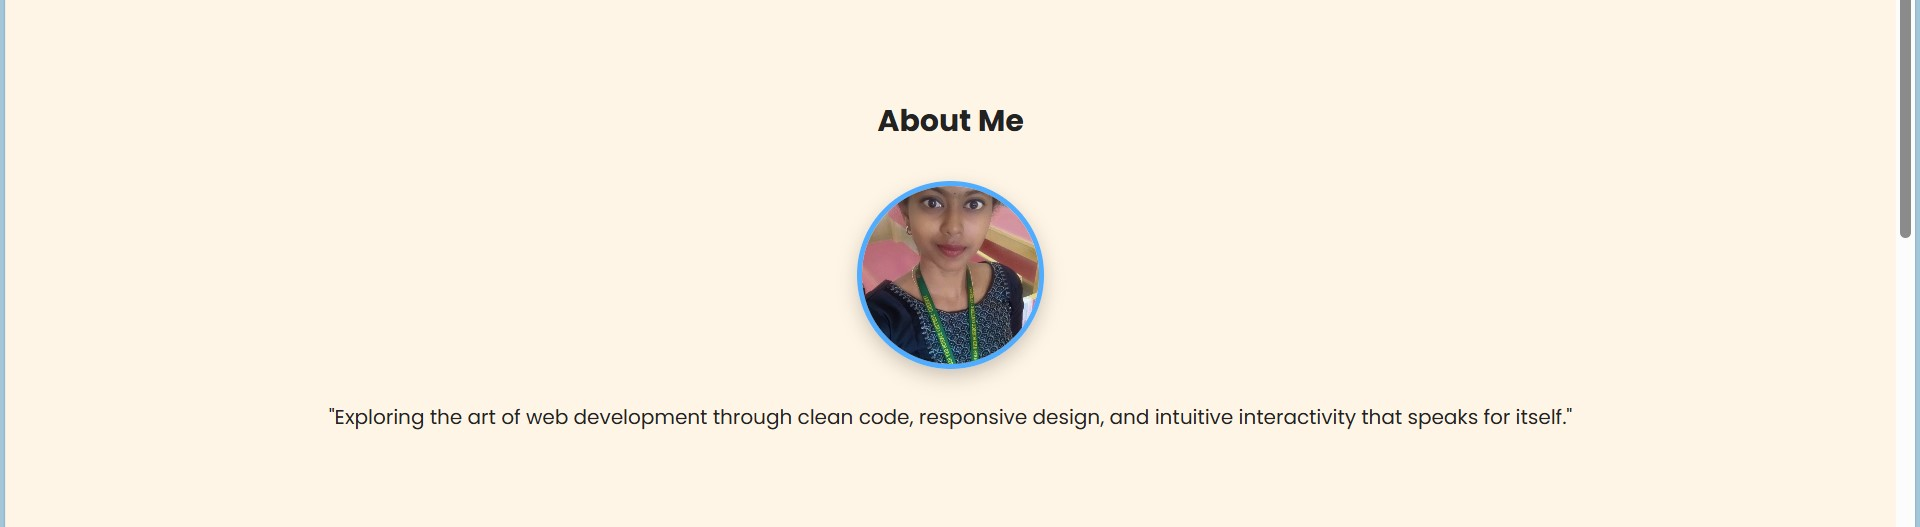 About Me
"Exploring the art of web development through clean code, responsive design, and intuitive interactivity that speaks for itself."